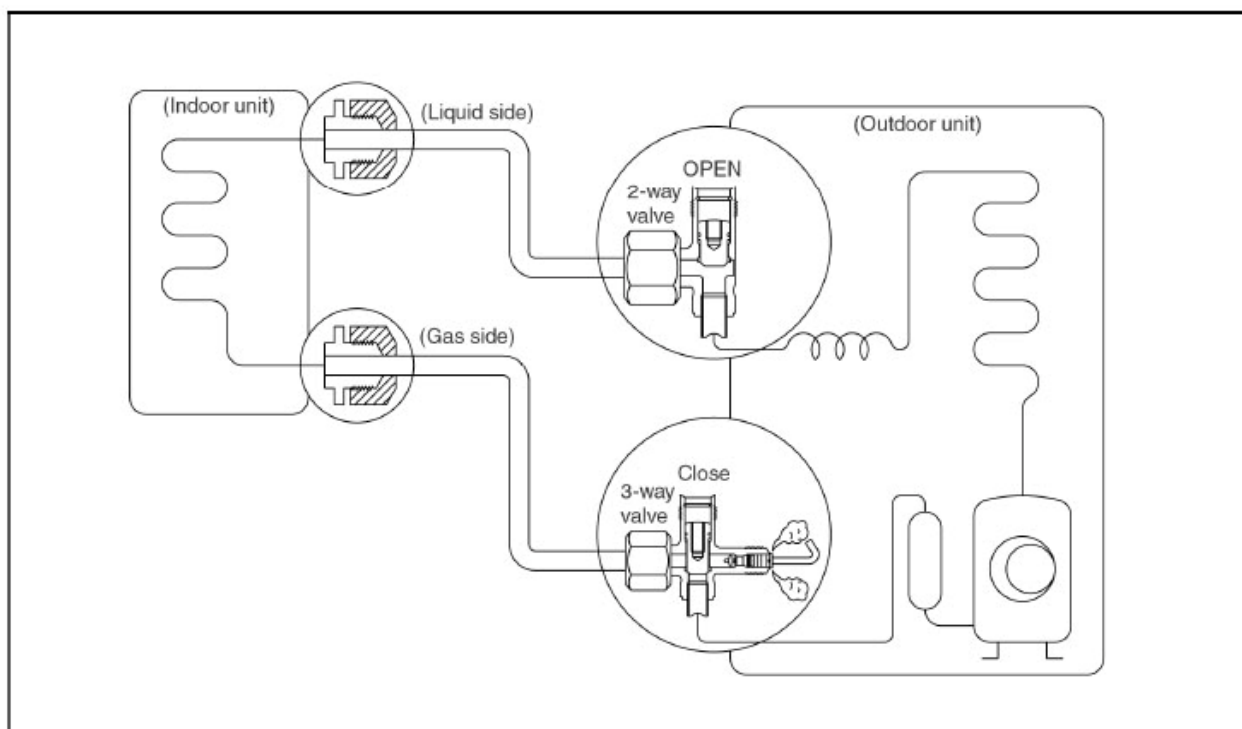 (Indoor unit)
(Liquid side)
(Outdoor unit)
OPEN
2-way
valve
(Gas side)
Close
3-way
valve